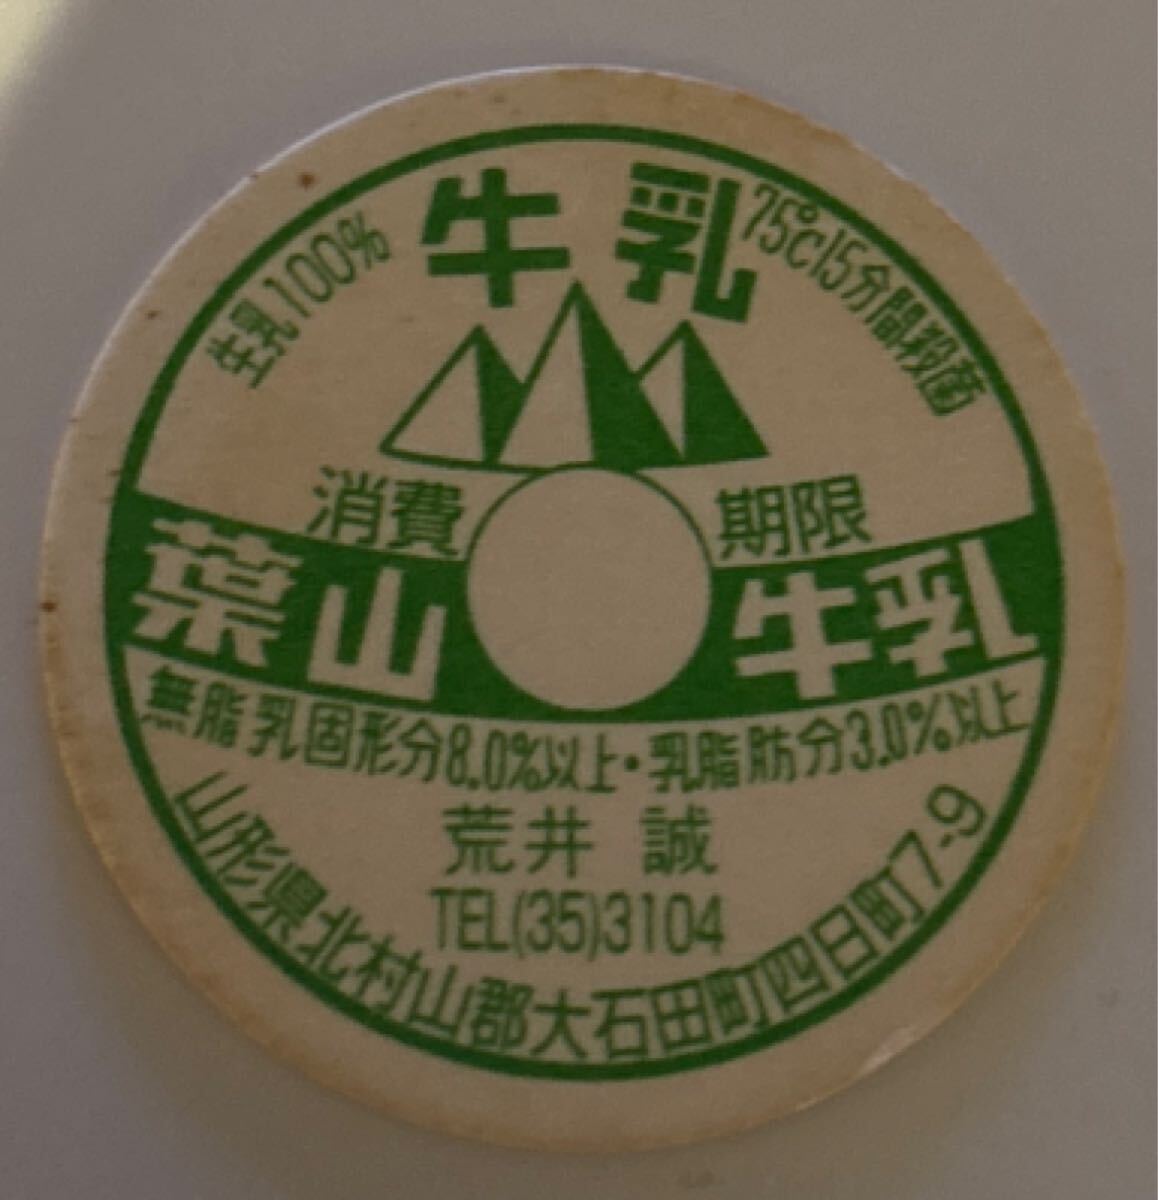 牛乳
生乳100%
75℃15分間殺菌
消費 期限
葉山 牛乳
無脂乳固形分8.0%以上・乳脂肪分3.0%以上
荒井 誠
TEL(35)3104
山形県北村山郡大石田町四日町7-9